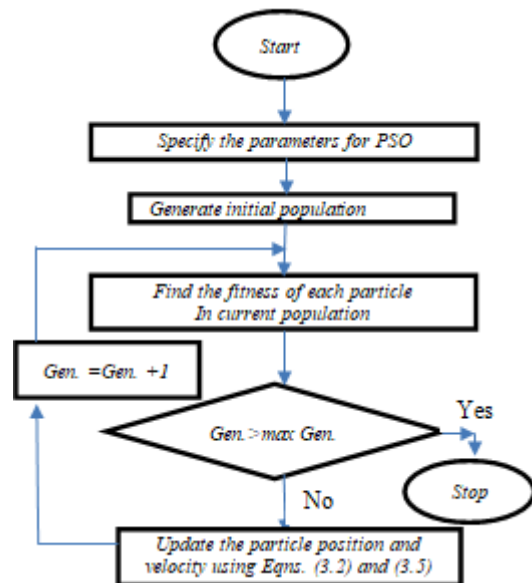 Start
Specify the parameters for PSO
Generate initial population
Find the fitness of each particle
In current population
Gen. =Gen. +1
Gen.>max Gen.
Yes
Stop
No
Update the particle position and
velocity using Eqns. (3.2) and (3.5)